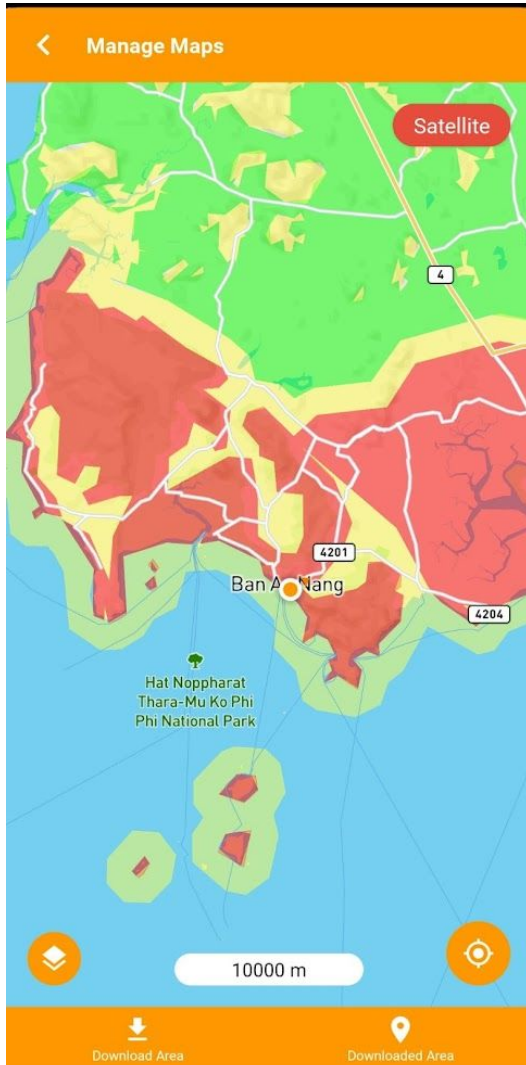 Manage Maps
Satellite
4
4201
Ban A Nang
4204
Hat Noppharat
Thara-Mu Ko Phi
Phi National Park
10000 m
Download Area
Downloaded Area